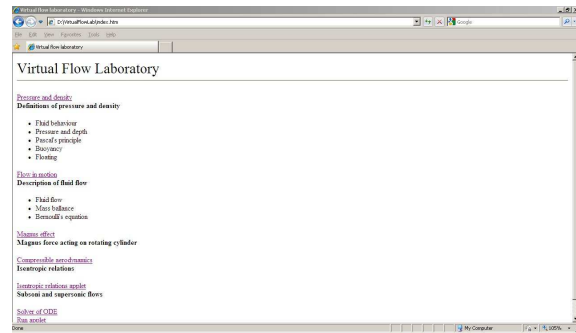 Virtual flow laboratory - Windows Internet Explorer
D:\VirtualFlowLab\index.htm
Google
File Edit View Favorites Tools Help
Virtual flow laboratory
Virtual Flow Laboratory
Pressure and density
Definitions of pressure and density
• Fluid behaviour
• Pressure and depth
• Pascal's principle
• Buoyancy
• Floating
Flow in motion
Description of fluid flow
• Fluid flow
• Mass ballance
• Bernoulli's equation
Magnus effect
Magnus force acting on rotating cylinder
Compressible aerodynamics
Isentropic relations
Isentropic relations applet
Subsoni and supersonic flows
Solver of ODE
Run applet
Done
My Computer
105%